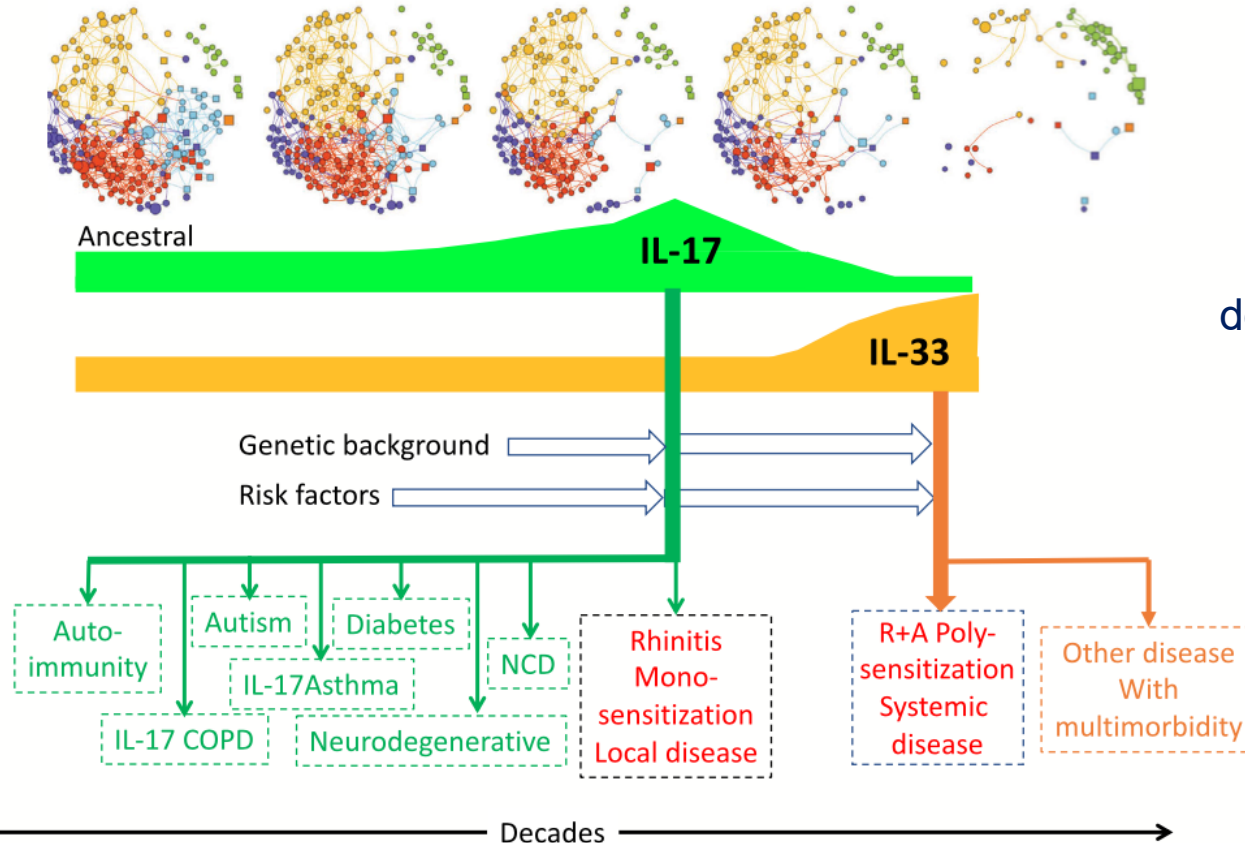 Ancestral
IL-17
d
IL-33
Genetic background
Risk factors
Auto-
immunity
Autism
Diabetes
NCD
IL-17Asthma
IL-17 COPD
Neurodegenerative
Rhinitis
Mono-
sensitization
Local disease
R+A Poly-
sensitization
Systemic
disease
Other disease
With
multimorbidity
Decades